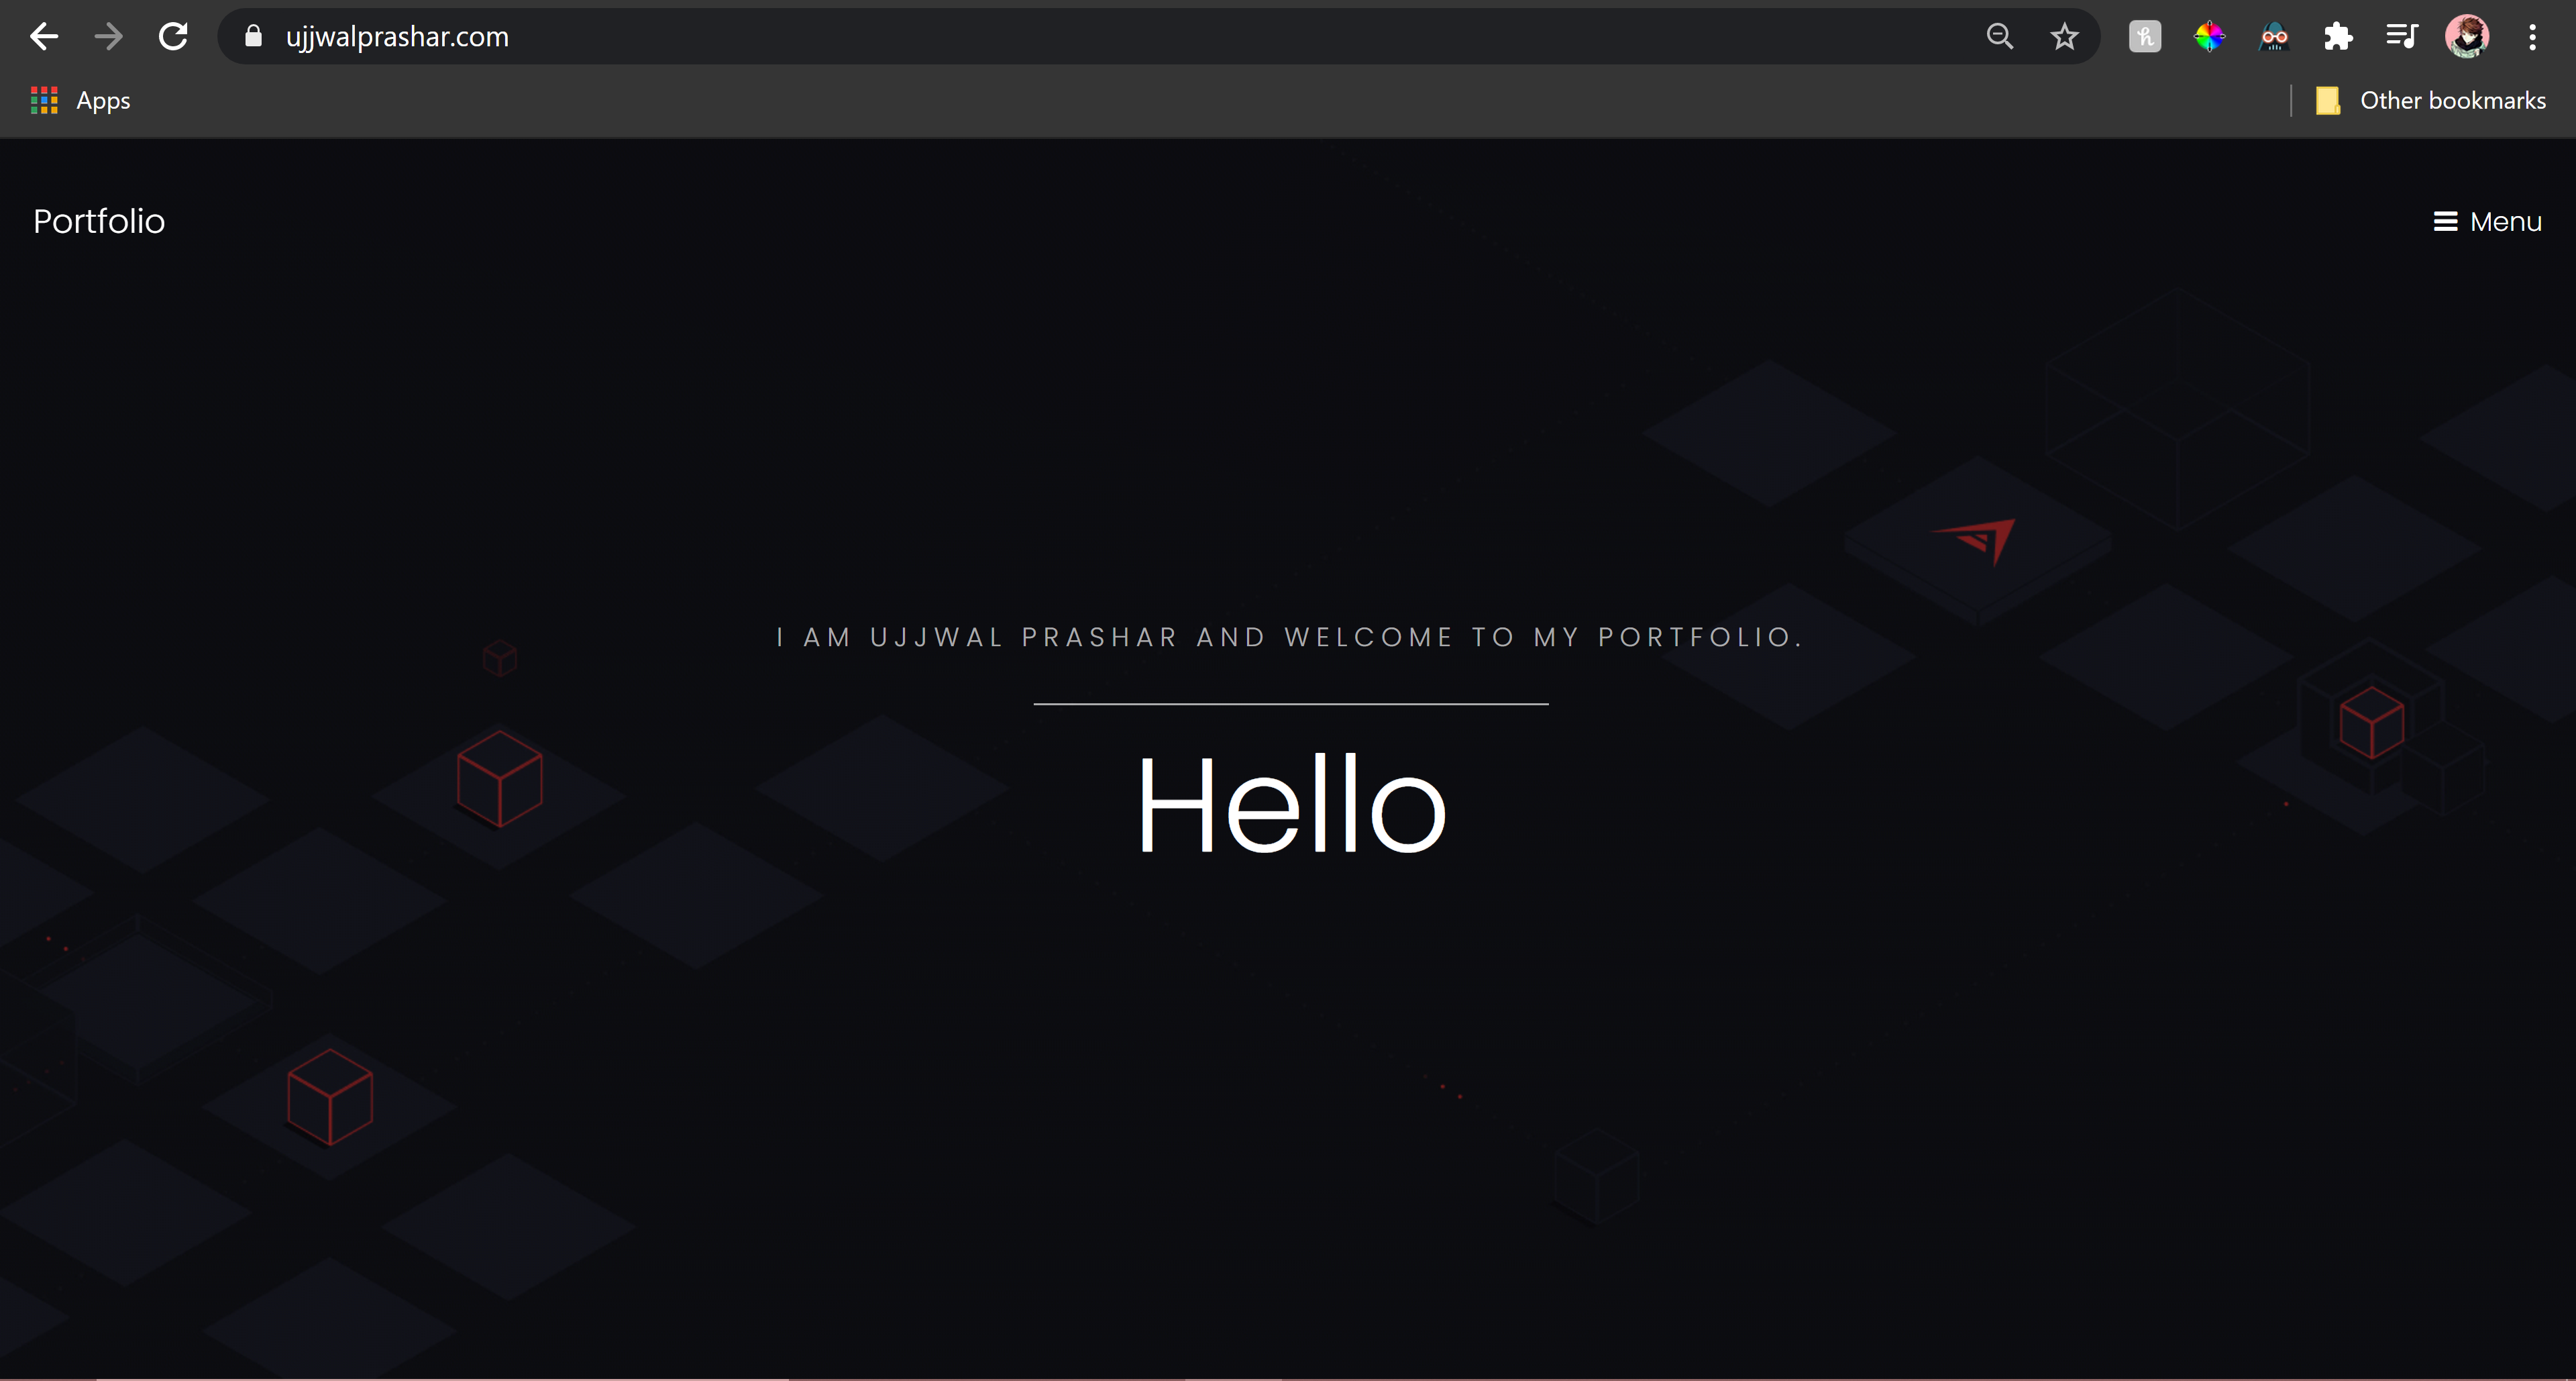 ujjwalprashar.com
Apps
Other bookmarks
Portfolio
Menu
I AM UJJWAL PRASHAR AND WELCOME TO MY PORTFOLIO.
Hello